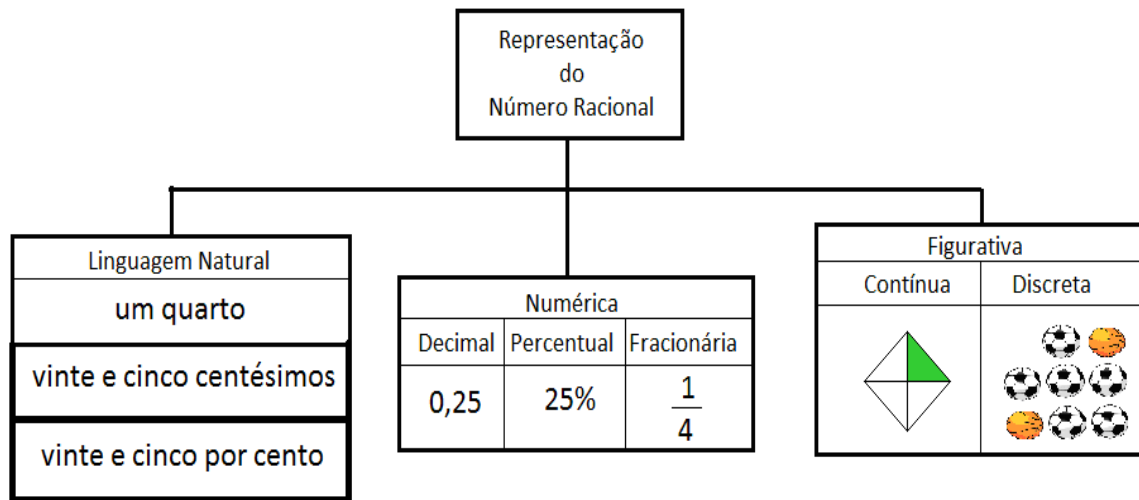 Representação
do
Número Racional
Linguagem Natural
um quarto
vinte e cinco centésimos
vinte e cinco por cento
Numérica
Decimal Percentual Fracionária
0,25 25% 1/4
Figurativa
Contínua Discreta